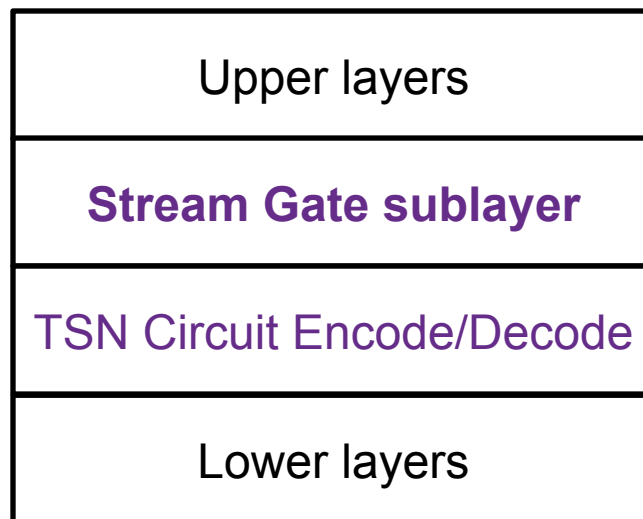 Upper layers
Stream Gate sublayer
TSN Circuit Encode/Decode
Lower layers